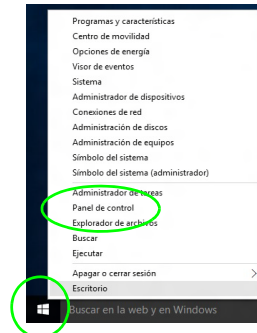 Programas y características
Centro de movilidad
Opciones de energía
Visor de eventos
Sistema
Administrador de dispositivos
Conexiones de red
Administración de discos
Administración de equipos
Símbolo del sistema
Símbolo del sistema (administrador)
Administrador de tareas
Panel de control
Explorador de archivos
Buscar
Ejecutar
Apagar o cerrar sesión
Escritorio
Buscar en la web y en Windows